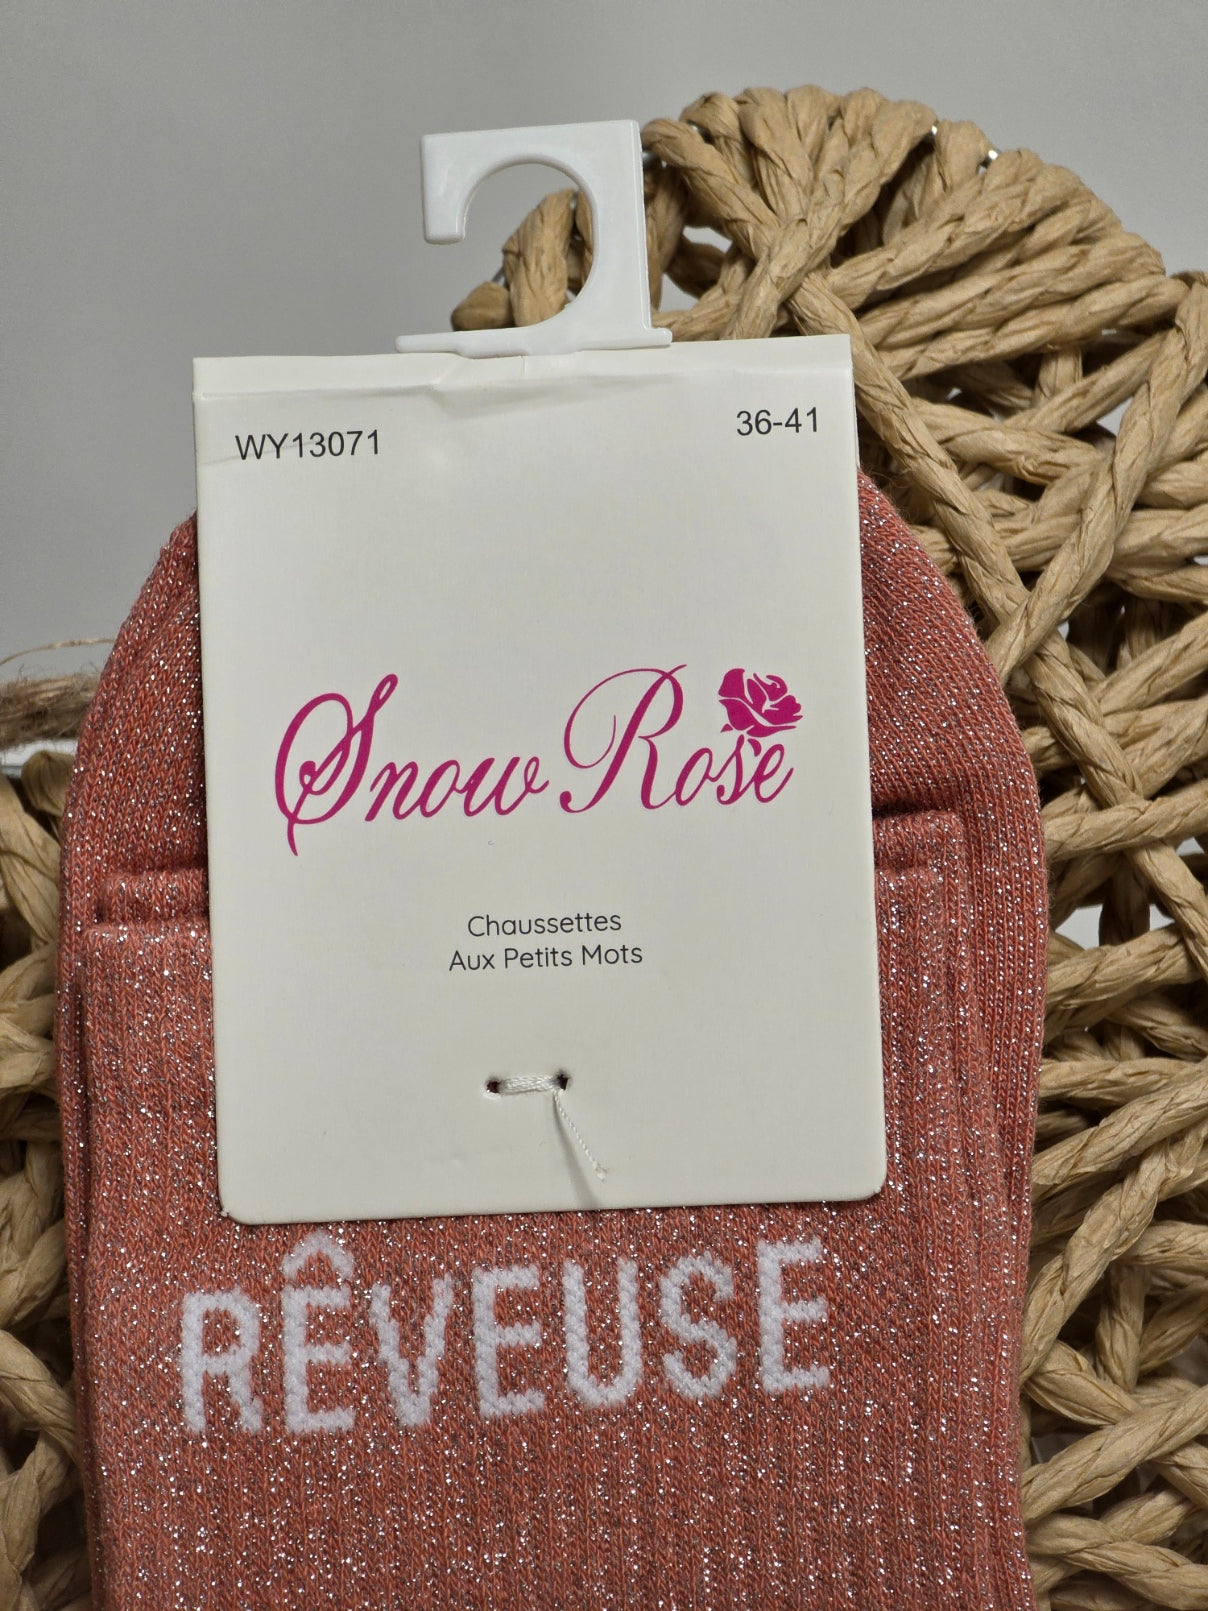 WY13071 36-41
Snow Rose
Chaussettes
Aux Petits Mots
RÊVEUSE